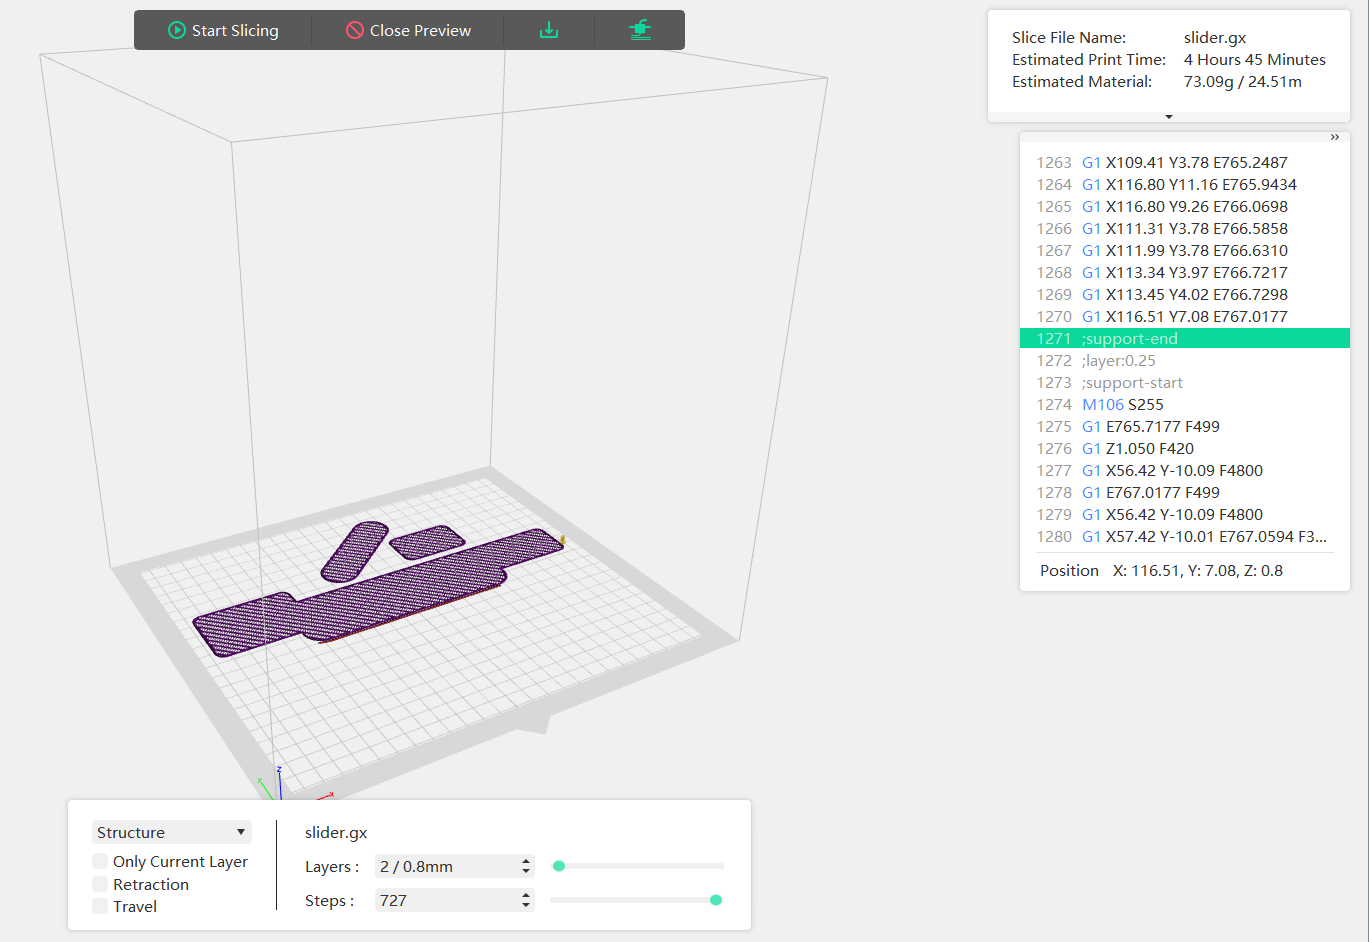 Start Slicing
Close Preview
Slice File Name: slider.gx
Estimated Print Time: 4 Hours 45 Minutes
Estimated Material: 73.09g / 24.51m
»
1263 G1 X109.41 Y3.78 E765.2487
1264 G1 X116.80 Y11.16 E765.9434
1265 G1 X116.80 Y9.26 E766.0698
1266 G1 X111.31 Y3.78 E766.5858
1267 G1 X111.99 Y3.78 E766.6310
1268 G1 X113.34 Y3.97 E766.7217
1269 G1 X113.45 Y4.02 E766.7298
1270 G1 X116.51 Y7.08 E767.0177
1271 ;support-end
1272 ;layer:0.25
1273 ;support-start
1274 M106 S255
1275 G1 E765.7177 F499
1276 G1 Z1.050 F420
1277 G1 X56.42 Y-10.09 F4800
1278 G1 E767.0177 F499
1279 G1 X56.42 Y-10.09 F4800
1280 G1 X57.42 Y-10.01 E767.0594 F3...
Position X: 116.51, Y: 7.08, Z: 0.8
z
Y
x
Structure
Only Current Layer
Retraction
Travel
slider.gx
Layers : 2 / 0.8mm
Steps : 727